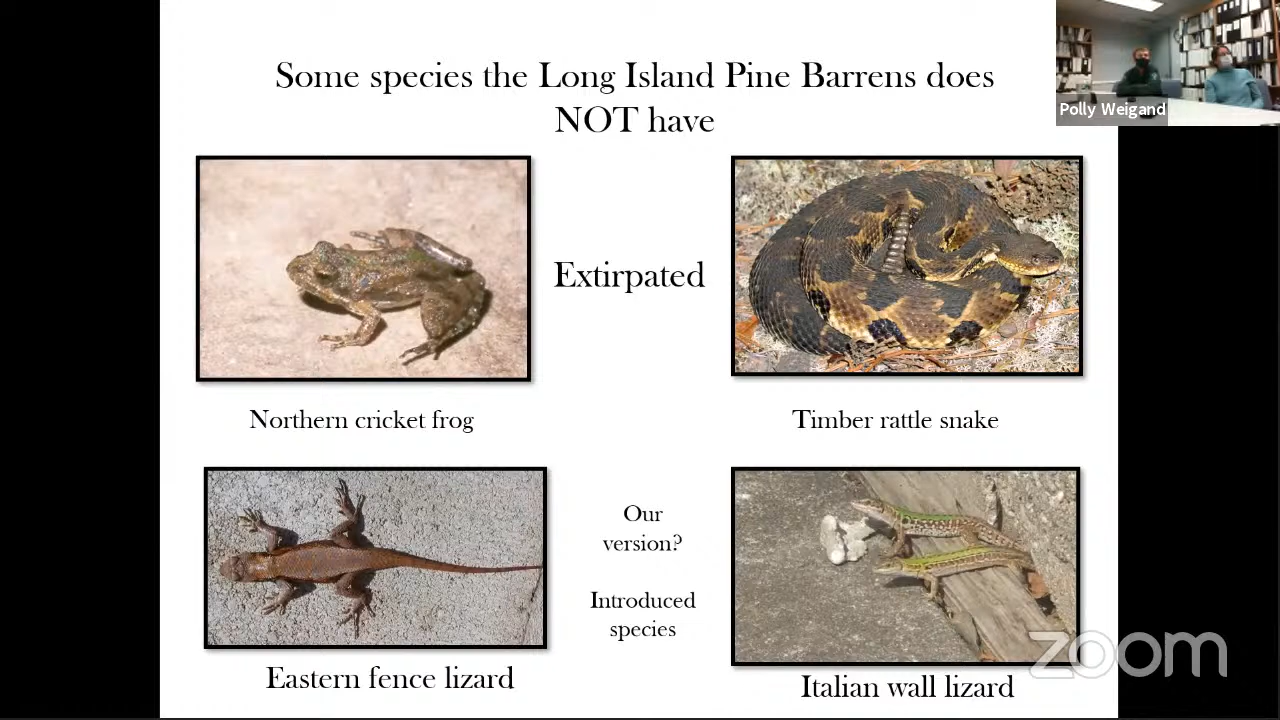 Some species the Long Island Pine Barrens does
NOT have
Polly Weigand
Extirpated
Northern cricket frog
Timber rattle snake
Our
version?
Introduced
species
Eastern fence lizard
Italian wall lizard
zoom